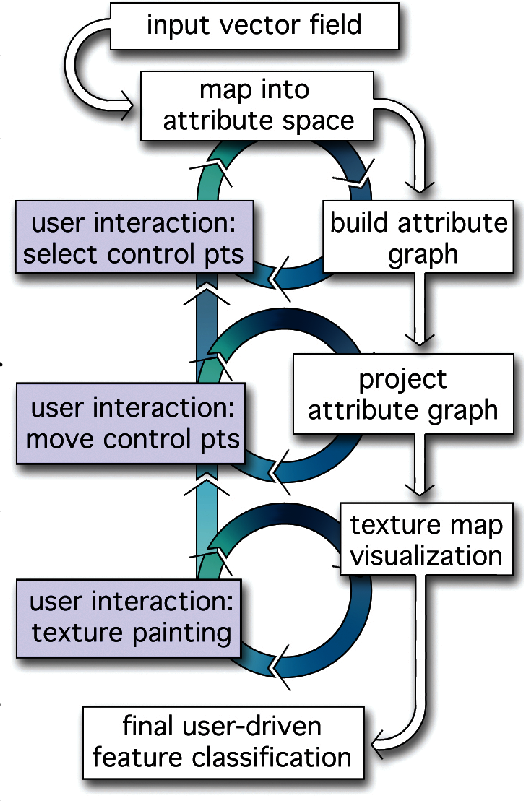 input vector field
map into
attribute space
user interaction:
select control pts
build attribute
graph
project
attribute graph
user interaction:
move control pts
texture map
visualization
user interaction:
texture painting
final user-driven
feature classification